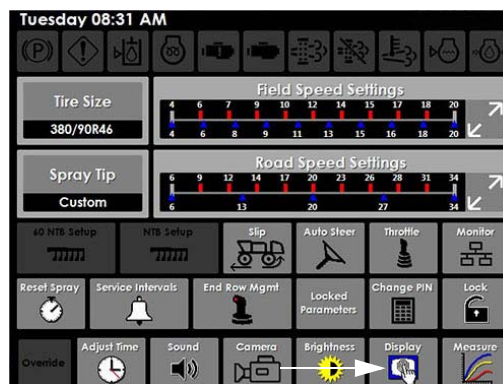 Tuesday 08:31 AM
(P)
Tire Size
380/90R46
Field Speed Settings
4 6 7 9 10 12 14 15 17 18 20
4 6 8 9 11 13 15 16 18 20
Spray Tip
Custom
Road Speed Settings
6 9 12 14 17 20 23 26 28 31 34
6 13 20 27 34
60 NTB Setup
NTB Setup
Slip
Auto Steer
Throttle
Monitor
Reset Spray
Service Intervals
End Row Mgmt
Locked
Parameters
Change PIN
Lock
Override
Adjust Time
Sound
Camera
Brightness
Display
Measure